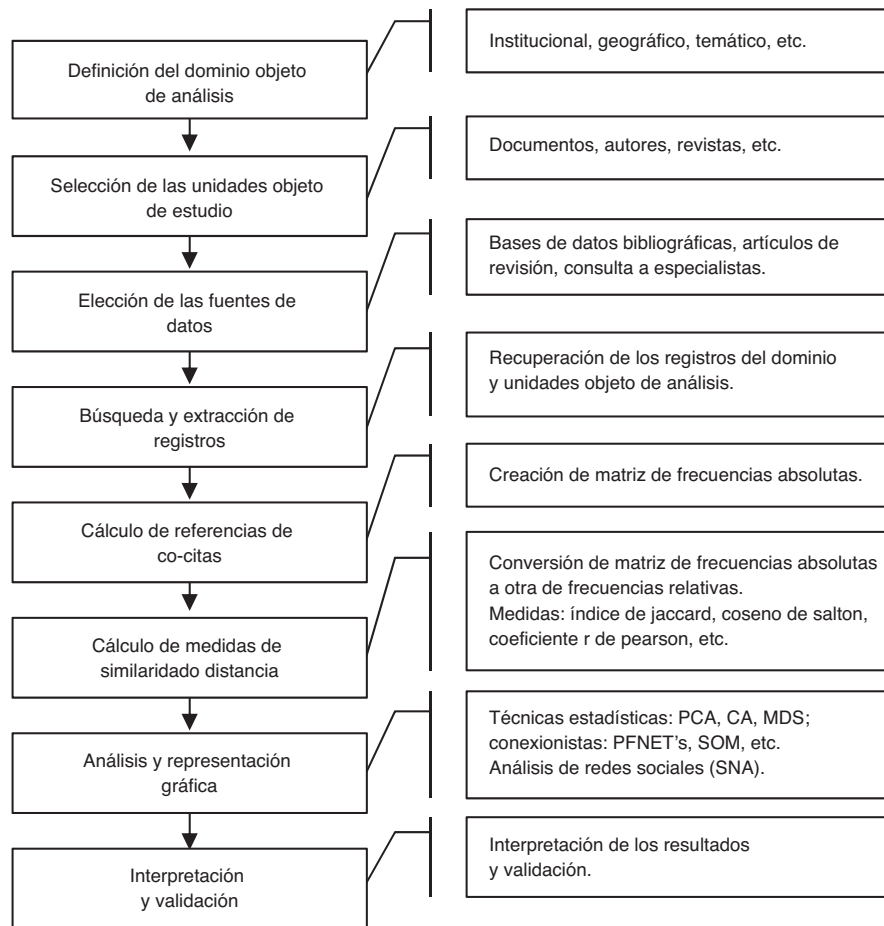 Definición del dominio objeto
de análisis
Institucional, geográfico, temático, etc.
Selección de las unidades objeto
de estudio
Documentos, autores, revistas, etc.
Elección de las fuentes de
datos
Bases de datos bibliográficas, artículos de
revisión, consulta a especialistas.
Búsqueda y extracción de
registros
Recuperación de los registros del dominio
y unidades objeto de análisis.
Cálculo de referencias de
co-citas
Creación de matriz de frecuencias absolutas.
Cálculo de medidas de
similaridado distancia
Conversión de matriz de frecuencias absolutas
a otra de frecuencias relativas.
Medidas: índice de jaccard, coseno de salton,
coeficiente r de pearson, etc.
Análisis y representación
gráfica
Técnicas estadísticas: PCA, CA, MDS;
conexionistas: PFNET's, SOM, etc.
Análisis de redes sociales (SNA).
Interpretación
y validación
Interpretación de los resultados
y validación.